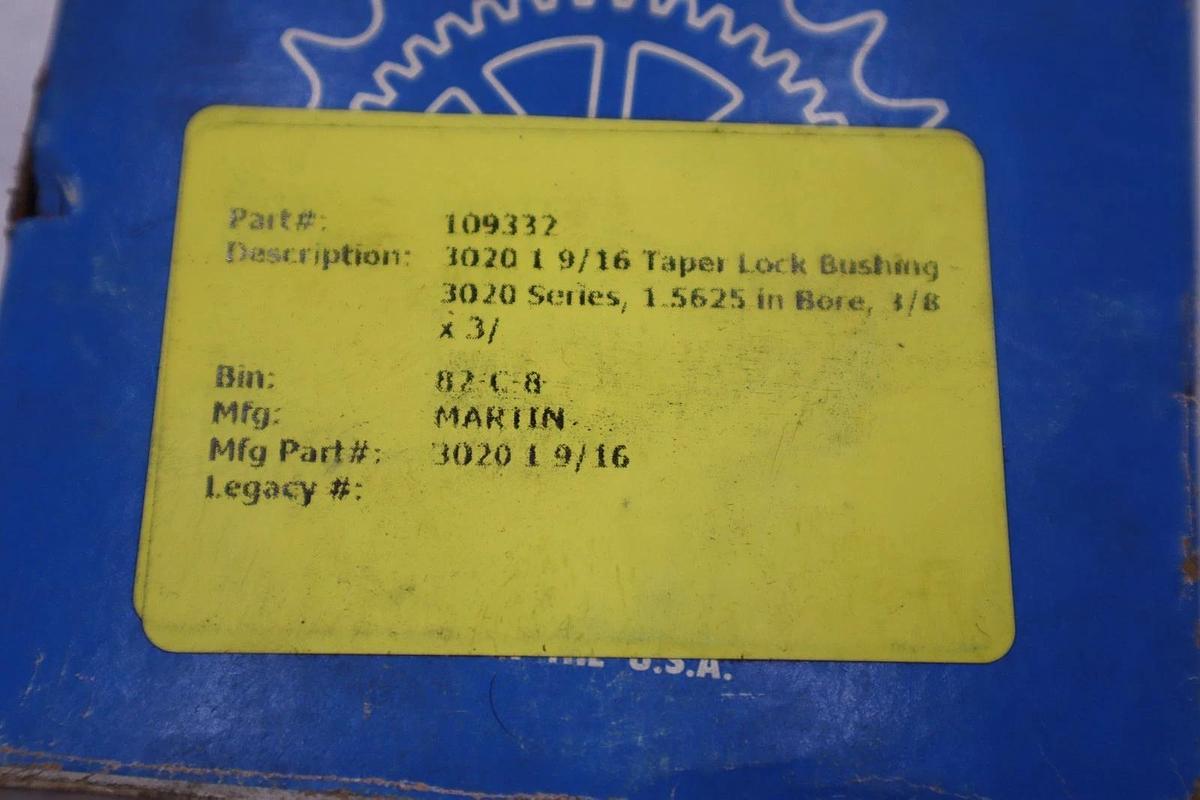 Part#: 109332
Description: 3020 1 9/16 Taper Lock Bushing
3020 Series, 1.5625 in Bore, 3/8
x 3/
Bin: 82-C-8
Mfg: MARTIN
Mfg Part#: 3020 1 9/16
Legacy #:
THE U.S.A.